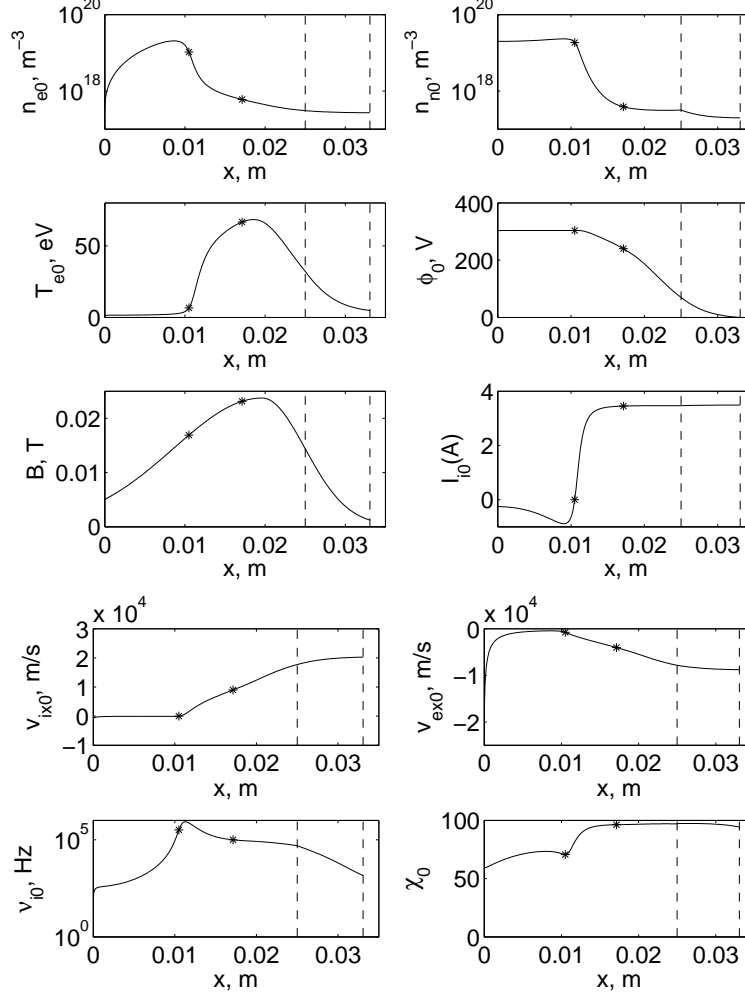 10^20 10^20
n_e0, m^−3 n_n0, m^−3
10^18 10^18
0 0.01 0.02 0.03 0 0.01 0.02 0.03
x, m x, m
T_e0, eV ϕ_0, V
50 400
0 200
0
0 0.01 0.02 0.03 0 0.01 0.02 0.03
x, m x, m
B, T I_i0(A)
0.02 4
0.01 2
0 0
0 0.01 0.02 0.03 0 0.01 0.02 0.03
x, m x, m
x 10^4 x 10^4
v_ix0, m/s v_ex0, m/s
3 0
2 −1
1 −2
0
−1
0 0.01 0.02 0.03 0 0.01 0.02 0.03
x, m x, m
ν_i0, Hz χ_0
10^5 100
10^0 50
0
0 0.01 0.02 0.03 0 0.01 0.02 0.03
x, m x, m